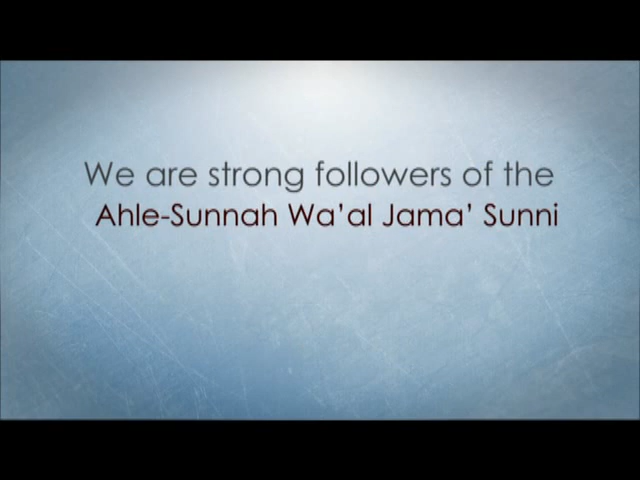 We are strong followers of the
Ahle-Sunnah Wa’al Jama’ Sunni